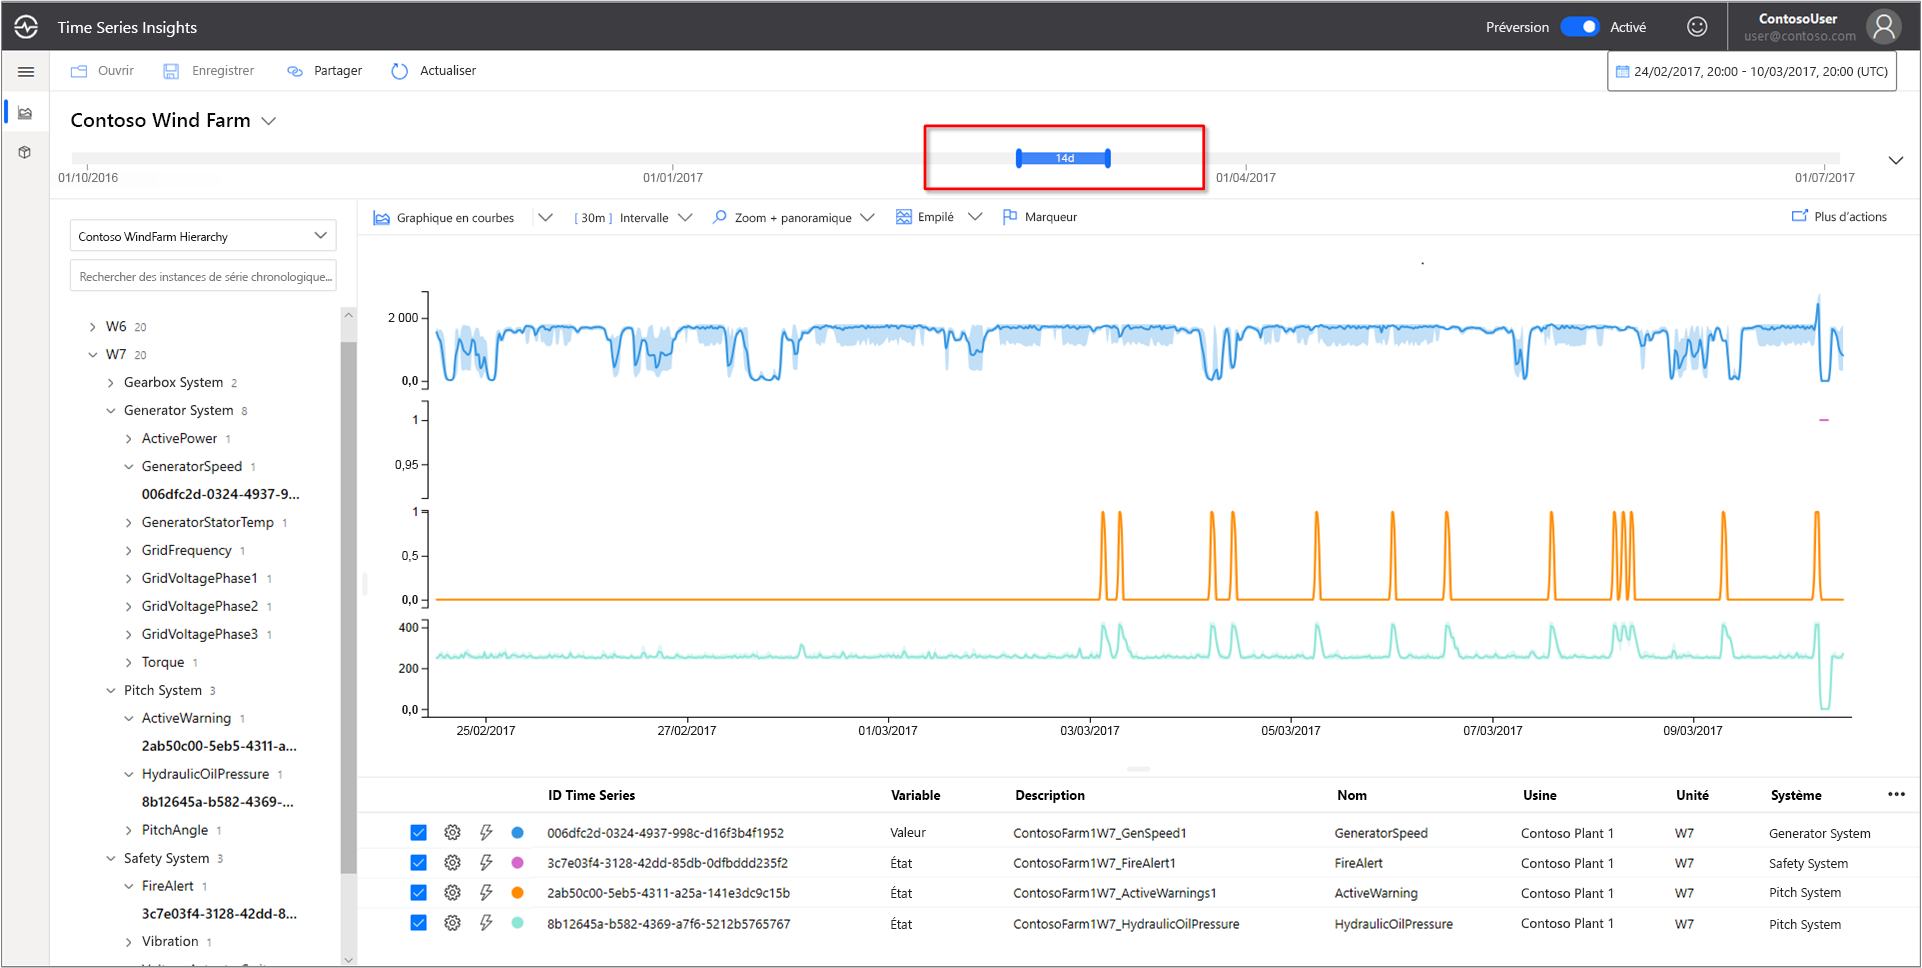 Time Series Insights
Préversion Activé
ContosoUser
user@contoso.com
Ouvrir Enregistrer Partager Actualiser
24/02/2017, 20:00 - 10/03/2017, 20:00 (UTC)
Contoso Wind Farm
14d
01/10/2016 01/01/2017 01/04/2017 01/07/2017
Graphique en courbes [ 30m ] Intervalle Zoom + panoramique Empilé Marqueur Plus d'actions
Contoso WindFarm Hierarchy
Rechercher des instances de série chronologique...
W6 20
W7 20
Gearbox System 2
Generator System 8
ActivePower 1
GeneratorSpeed 1
006dfc2d-0324-4937-9...
GeneratorStatorTemp 1
GridFrequency 1
GridVoltagePhase1 1
GridVoltagePhase2 1
GridVoltagePhase3 1
Torque 1
Pitch System 3
ActiveWarning 1
2ab50c00-5eb5-4311-a...
HydraulicOilPressure 1
8b12645a-b582-4369-...
PitchAngle 1
Safety System 3
FireAlert 1
3c7e03f4-3128-42dd-8...
Vibration 1
2 000
0,0
1
0,95
1
0,5
0,0
400
200
0,0
25/02/2017 27/02/2017 01/03/2017 03/03/2017 05/03/2017 07/03/2017 09/03/2017
ID Time Series Variable Description Nom Usine Unité Système
006dfc2d-0324-4937-998c-d16f3b4f1952 Valeur ContosoFarm1W7_GenSpeed1 GeneratorSpeed Contoso Plant 1 W7 Generator System
3c7e03f4-3128-42dd-85db-0dfbddd235f2 État ContosoFarm1W7_FireAlert1 FireAlert Contoso Plant 1 W7 Safety System
2ab50c00-5eb5-4311-a25a-141e3dc9c15b État ContosoFarm1W7_ActiveWarnings1 ActiveWarning Contoso Plant 1 W7 Pitch System
8b12645a-b582-4369-a7f6-5212b5765767 État ContosoFarm1W7_HydraulicOilPressure HydraulicOilPressure Contoso Plant 1 W7 Pitch System